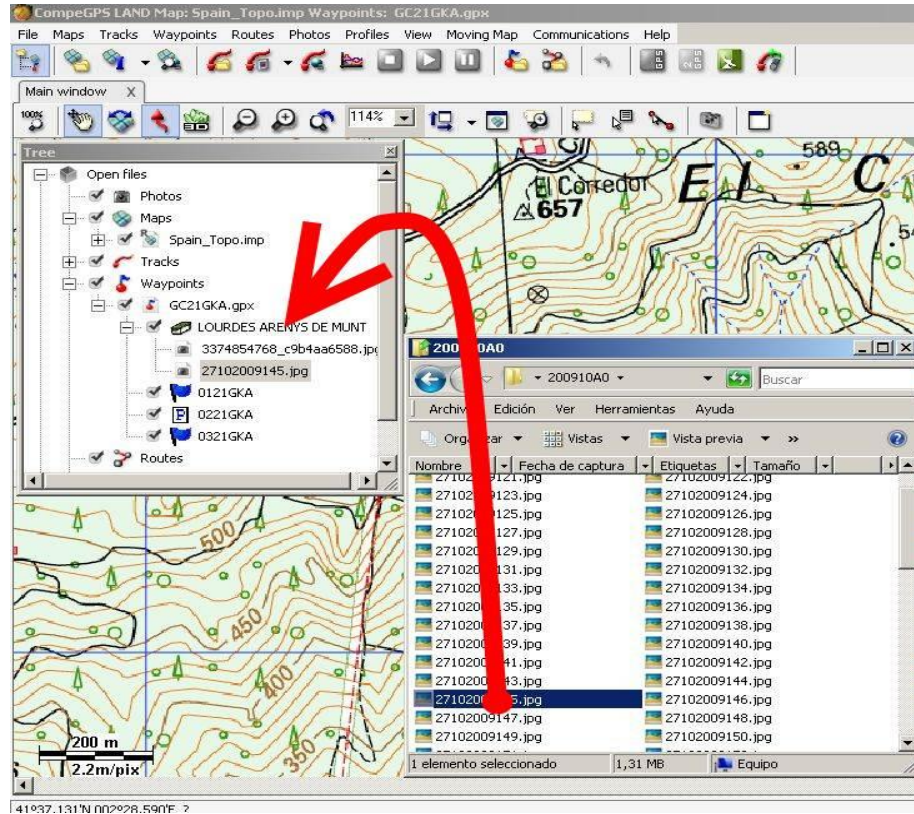 CompeGPS LAND Map: Spain_Topo.imp Waypoints: GC21GKA.gpx
File Maps Tracks Waypoints Routes Photos Profiles View Moving Map Communications Help
Main window X
100% 114%
Tree
Open files
Photos
Maps
Spain_Topo.imp
Tracks
Waypoints
GC21GKA.gpx
LOURDES ARENYS DE MUNT
3374854768_c9b4aa6588.jpg
27102009145.jpg
0121GKA
P 0221GKA
0321GKA
Routes
El Corredor
657
589
E L C
54
200910A0
200910A0 Buscar
Edición Ver Herramientas Ayuda
Vistas Vista previa »
Nombre Fecha de captura Etiquetas Tamaño
27102009122.jpg
27102009124.jpg
27102009126.jpg
27102009128.jpg
27102009130.jpg
27102009132.jpg
27102009134.jpg
27102009136.jpg
27102009138.jpg
27102009140.jpg
27102009142.jpg
27102009144.jpg
27102009146.jpg
27102009147.jpg 27102009148.jpg
27102009149.jpg 27102009150.jpg
1 elemento seleccionado 1,31 MB Equipo
500
450
400
350
200 m
2.2m/pix
41º37.131'N 002º28.590'E ?